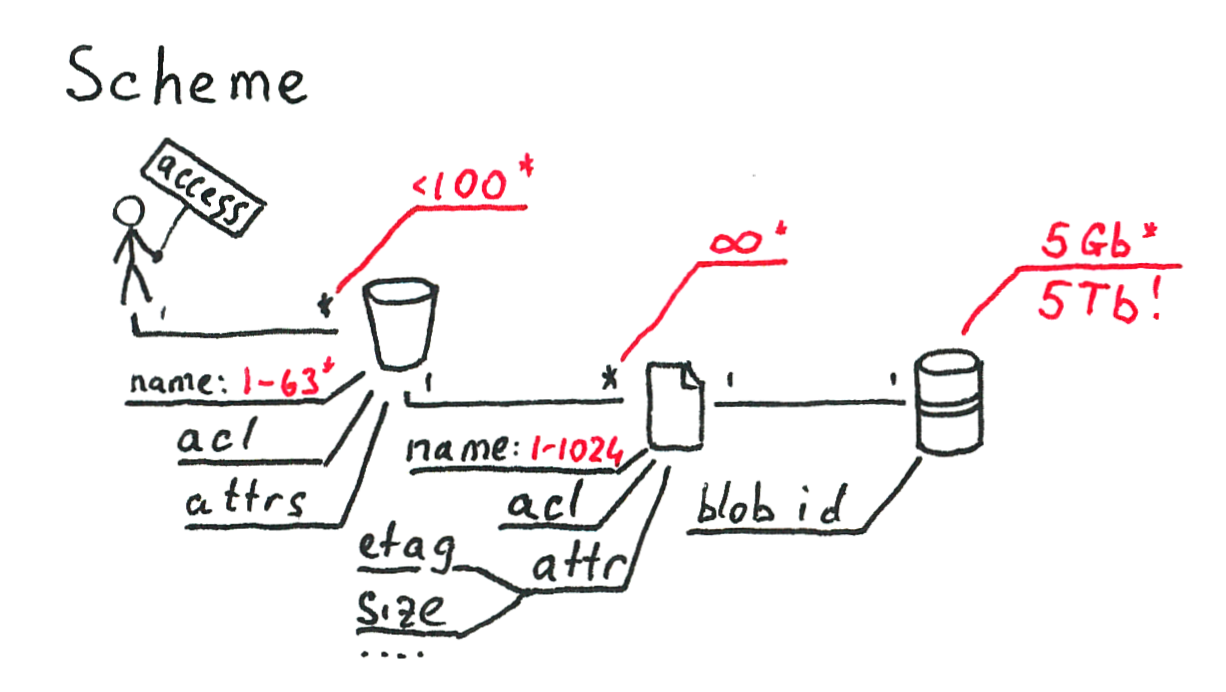 Scheme
access
<100*
∞*
5Gb*
5Tb!
1
*
name: 1-63*
acl
attrs
1
*
name: 1-1024
acl
attr
etag
size
....
1
1
blob id